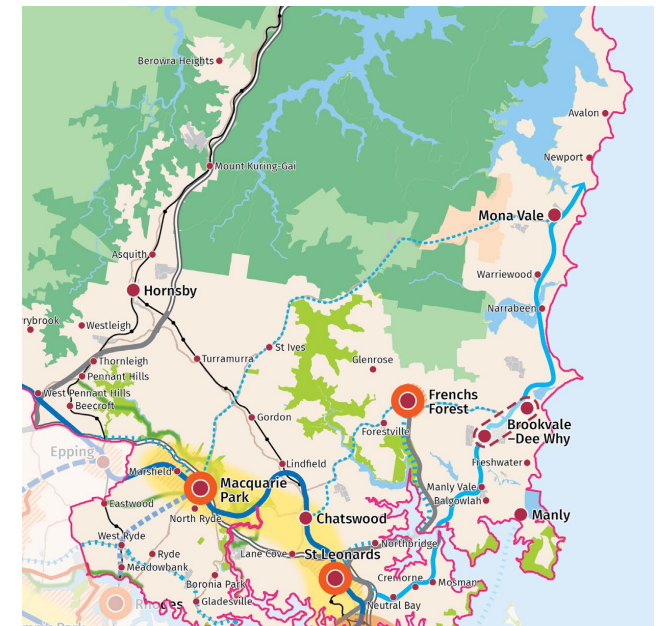 Berowra Heights
Avalon
Newport
Mount Kuring-Gai
Mona Vale
Asquith
Warriewood
Hornsby
Narrabeen
rybrook
Westleigh
St Ives
Turramurra
Thornleigh
Glenrose
Pennant Hills
West Pennant Hills
Frenchs
Forest
Beecroft
Gordon
Forestville
Brookvale
–Dee Why
Epping
Lindfield
Freshwater
Marsfield
Macquarie
Park
Manly Vale
Balgowlah
Eastwood
North Ryde
Chatswood
Manly
West Ryde
Northbridge
Ryde
Lane Cove
St Leonards
Meadowbank
Boronia Park
Cremorne
Mosman
Rhodes
Gladesville
Neutral Bay